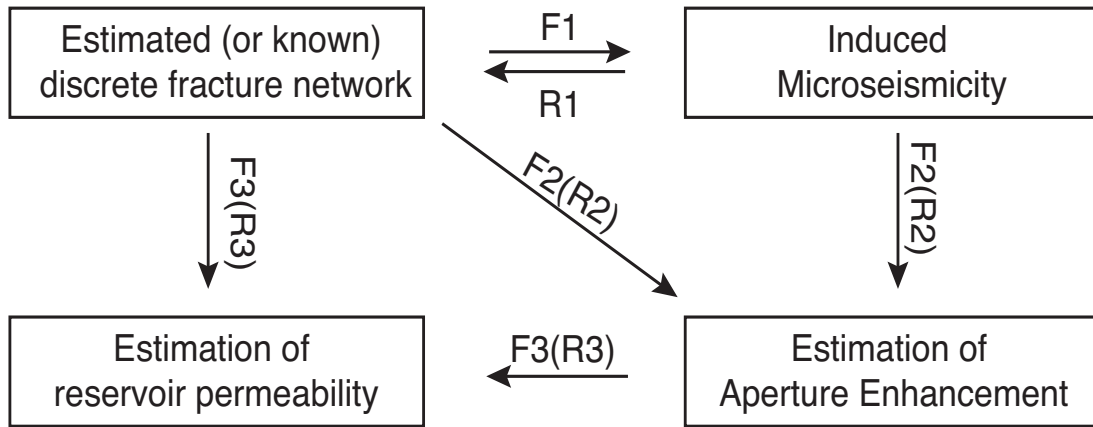 Estimated (or known)
discrete fracture network
F1
R1
Induced
Microseismicity
F3(R3)
F2(R2)
F2(R2)
Estimation of
reservoir permeability
F3(R3)
Estimation of
Aperture Enhancement